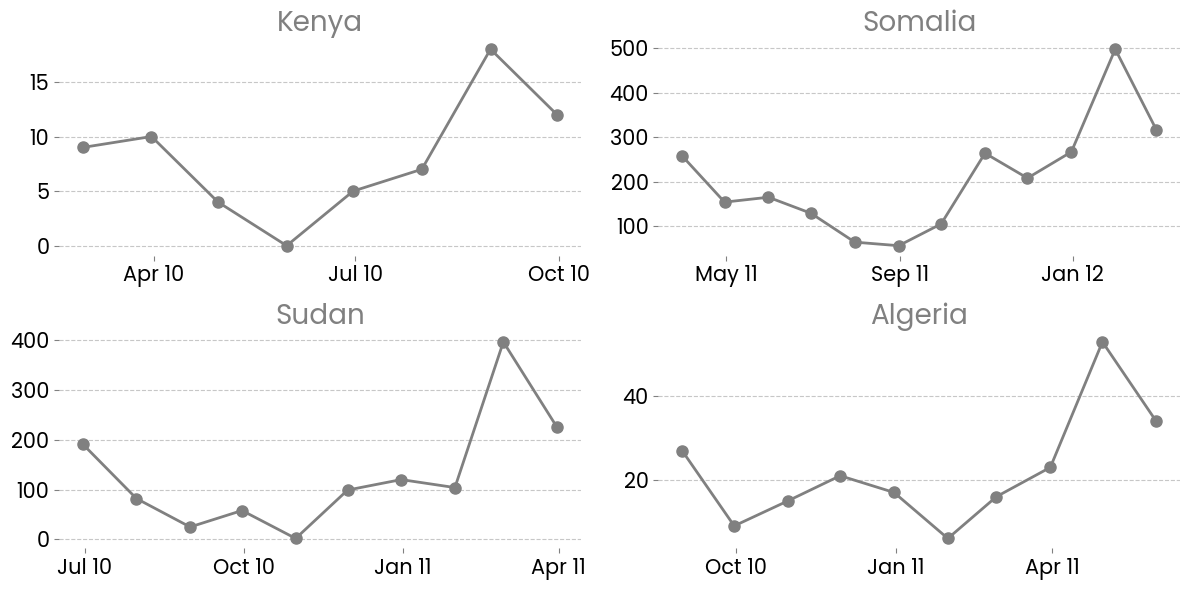 Kenya
15
10
5
0
Apr 10 Jul 10 Oct 10
Somalia
500
400
300
200
100
May 11 Sep 11 Jan 12
Sudan
400
300
200
100
0
Jul 10 Oct 10 Jan 11 Apr 11
Algeria
40
20
Oct 10 Jan 11 Apr 11